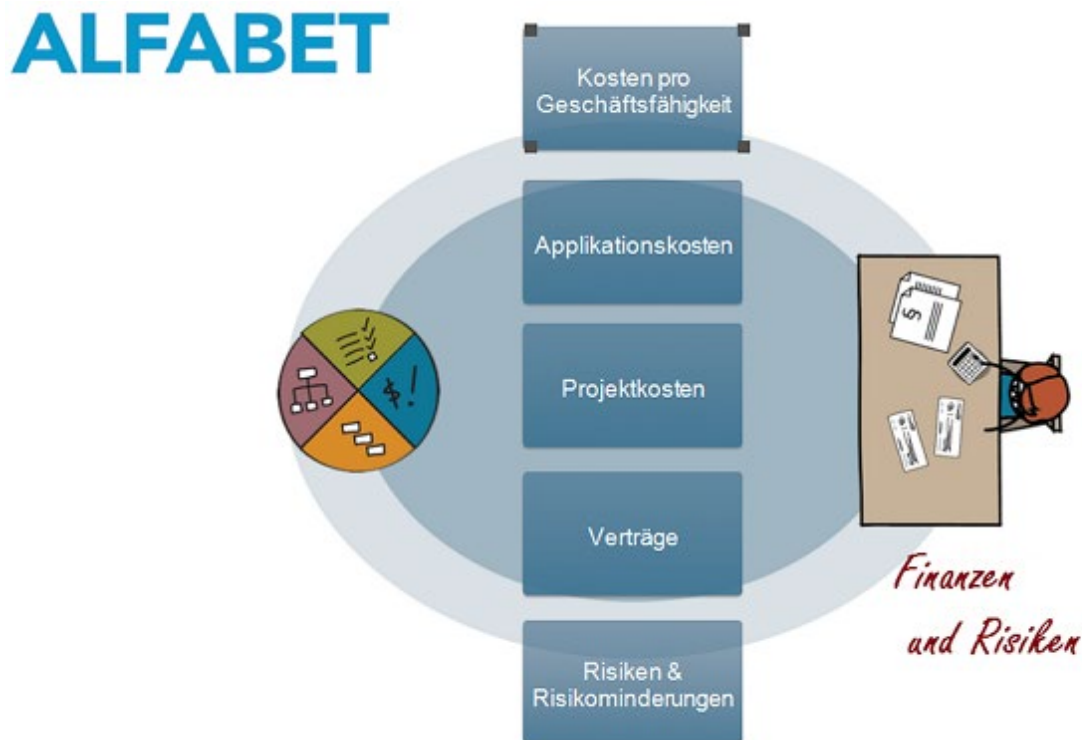 ALFABET
Kosten pro
Geschäftsfähigkeit
Applikationskosten
Projektkosten
Verträge
Risiken &
Risikominderungen
$!
§
Finanzen
und Risiken